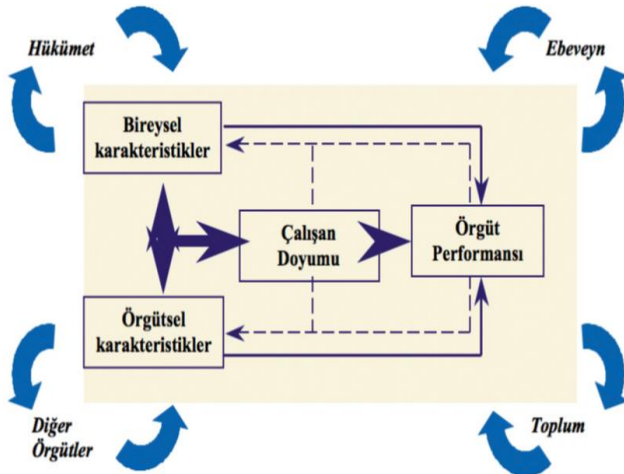 Hükümet
Ebeveyn
Bireysel
karakteristikler
Çalışan
Doyumu
Örgüt
Performansı
Örgütsel
karakteristikler
Diğer
Örgütler
Toplum